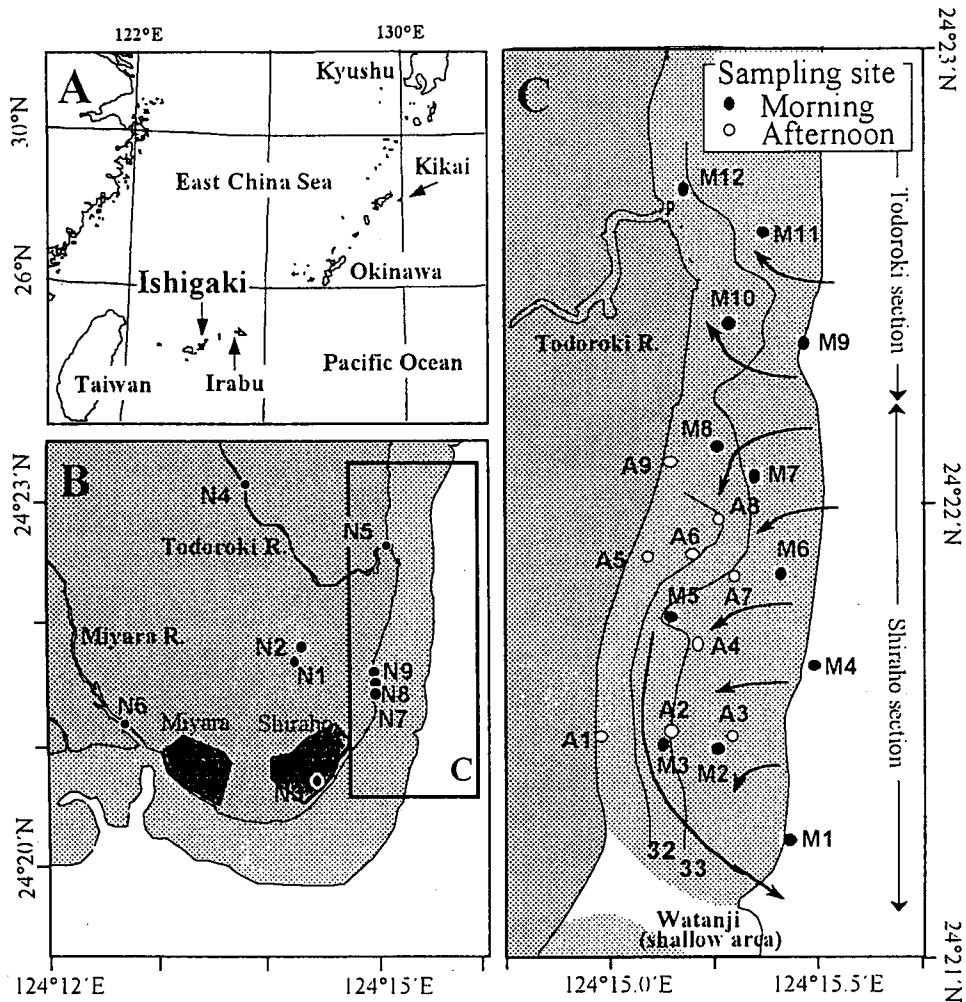 122°E
130°E
A
Kyushu
30°N
East China Sea
Kikai
26°N
Okinawa
Ishigaki
Taiwan
Irabu
Pacific Ocean
B
24°23´N
N4
Todoroki R.
N5
Miyara R.
N2
N1
N9
N8
N7
N6
Miyara
Shiraho
N3
C
24°20´N
124°12´E
124°15´E
C
24°23´N
Sampling site
Morning
Afternoon
M12
M11
M10
Todoroki R.
M9
Todoroki section
M8
A9
M7
24°22´N
A8
A6
A5
M6
A7
M5
A4
M4
Shiraho section
A2
A3
A1
M3
M2
M1
32
33
Watanji
(shallow area)
24°21´N
124°15.0´E
124°15.5´E